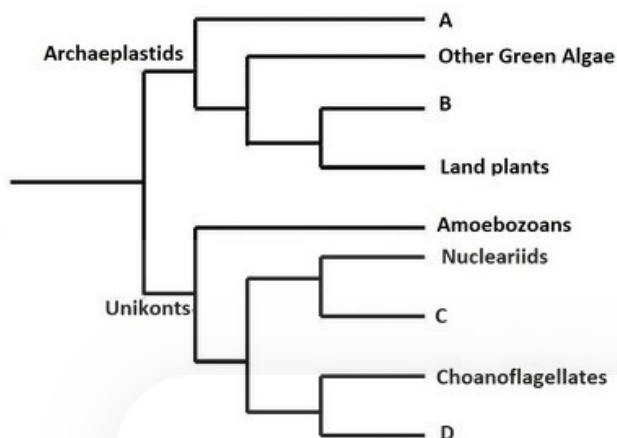 A
Archaeplastids
Other Green Algae
B
Land plants
Amoebozoans
Nucleariids
Unikonts
C
Choanoflagellates
D